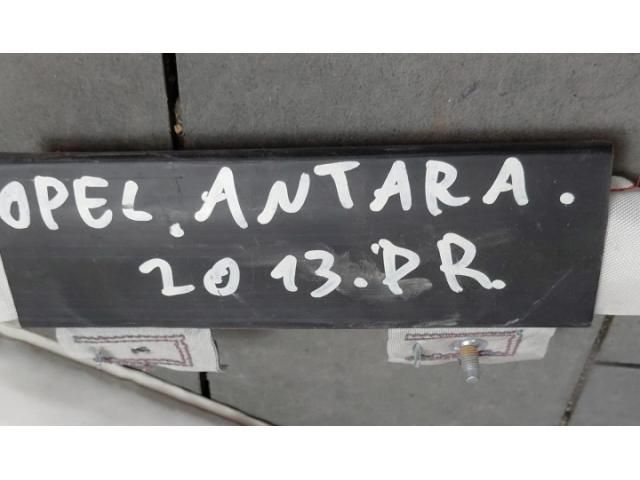 OPEL. ANTARA.
2013. PR.